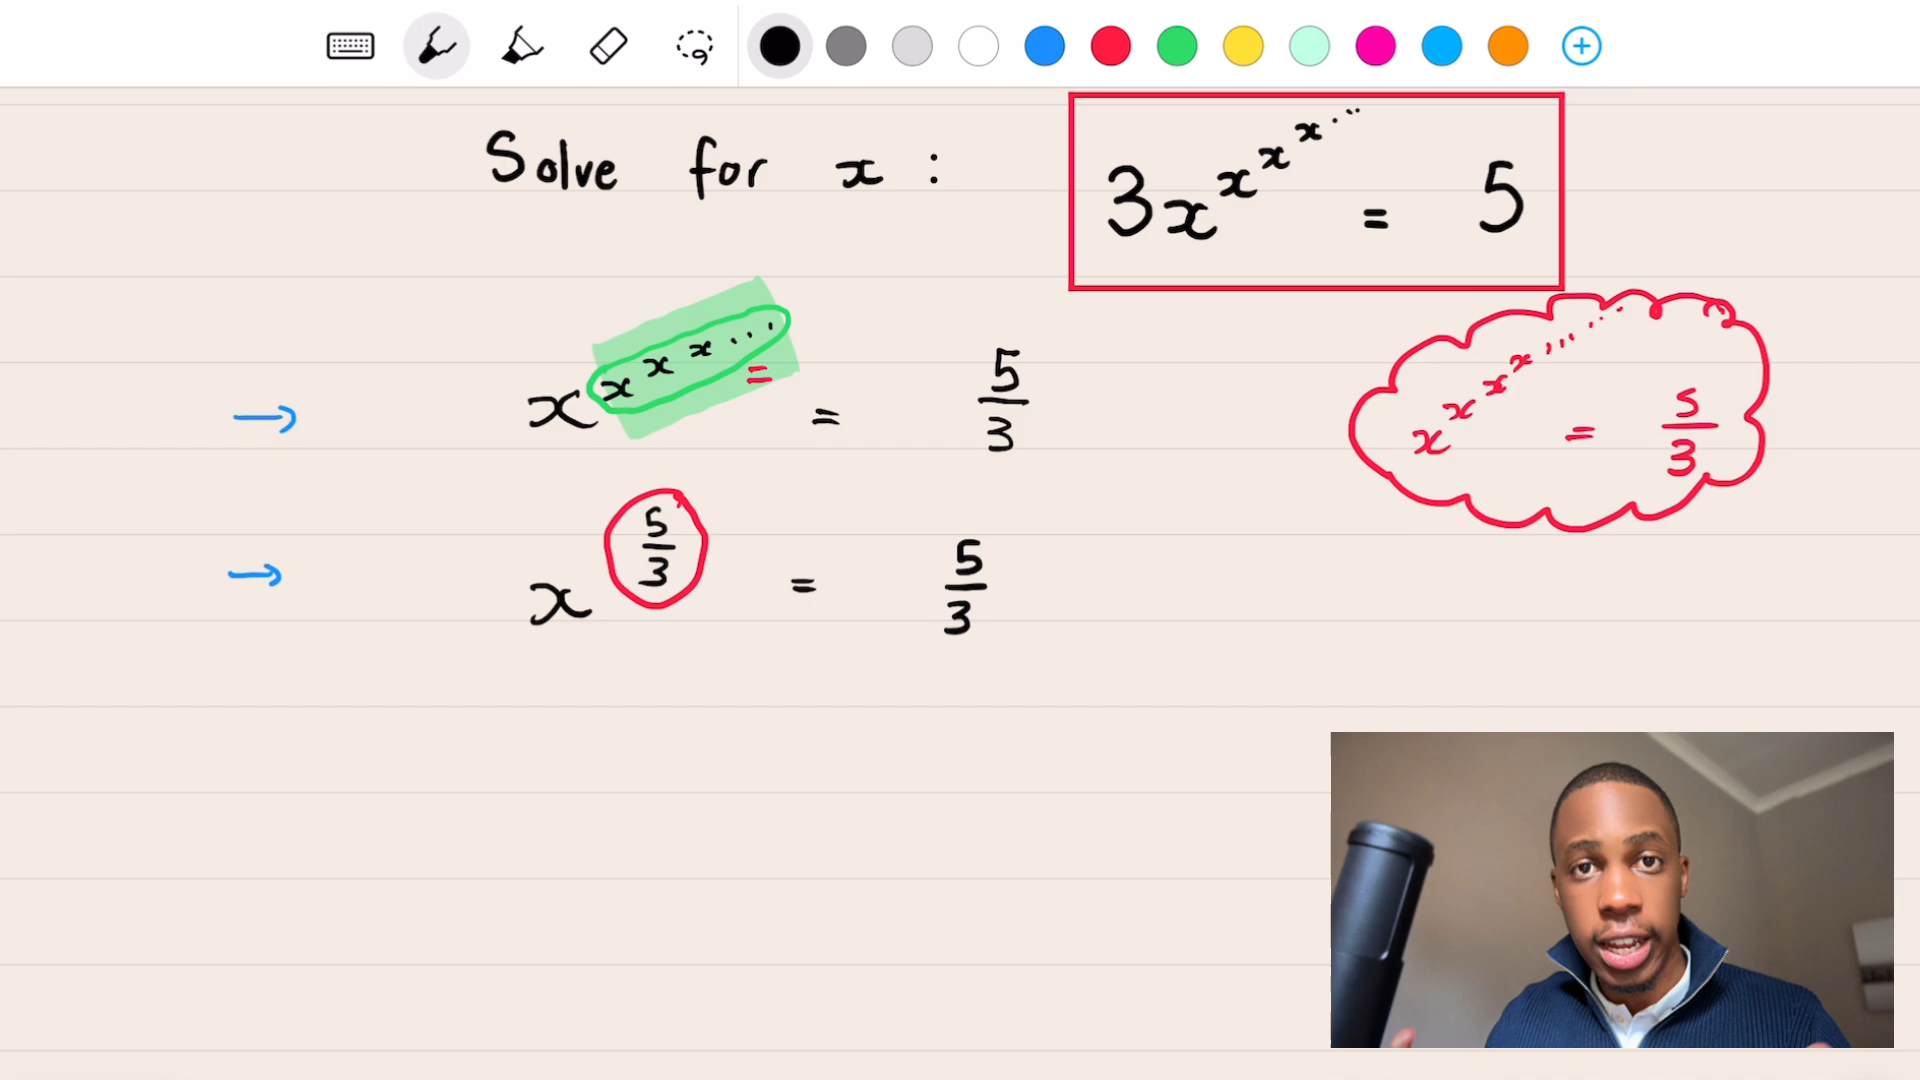 Solve for x : 3x^x^x^x... = 5
→ x^x^x^x... = 5/3
x^x^x^x^x...... = 5/3
→ x^5/3 = 5/3